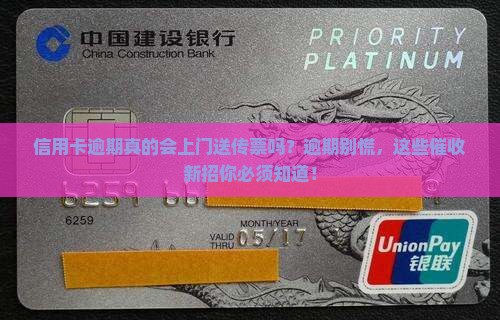 中国建设银行
China Construction Bank
PRIORITY
PLATINUM
信用卡逾期真的会上门送传票吗？逾期别慌，这些催收
新招你必须知道！
6259
6259
MONTH/YEAR
VALID
THRU
05/17
UnionPay
银联